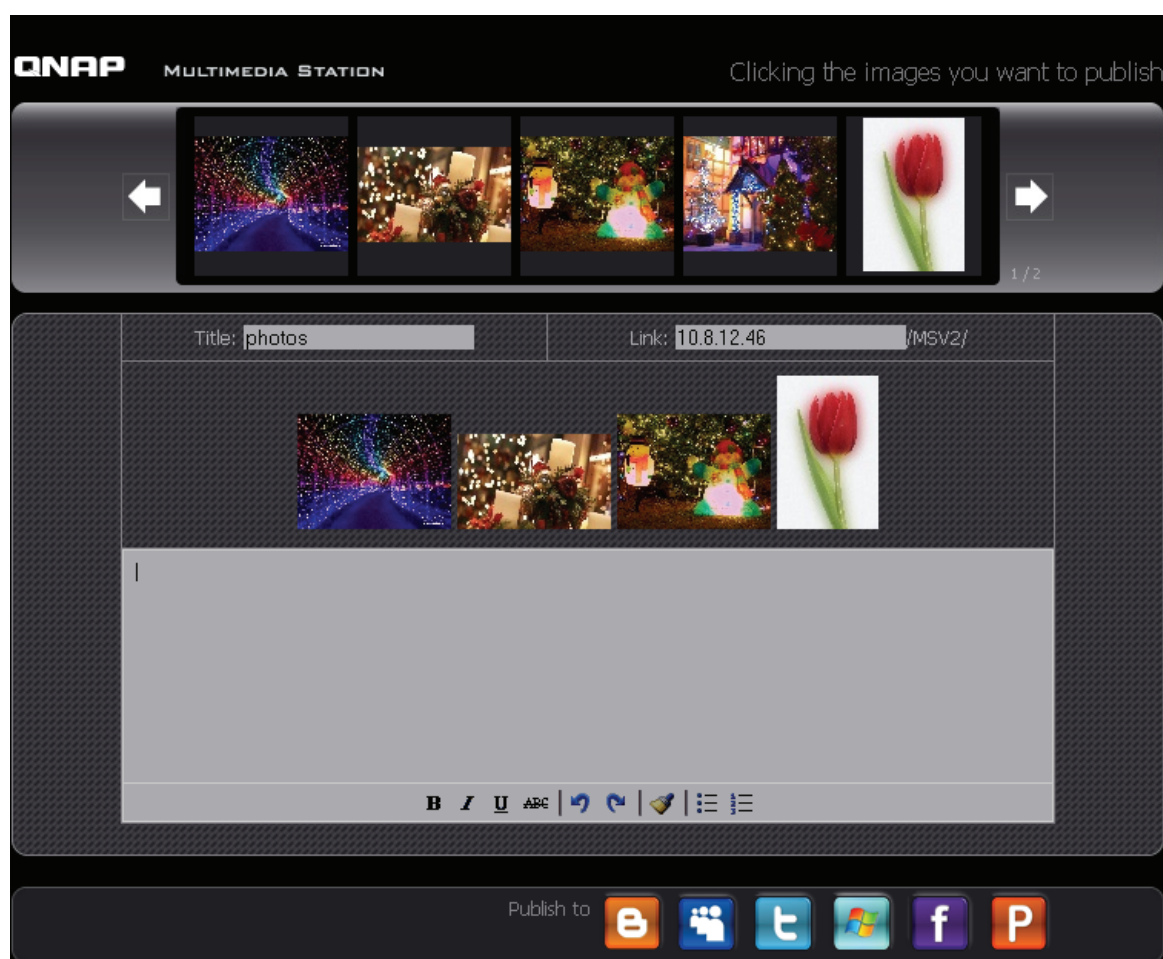 QNAP MULTIMEDIA STATION
Clicking the images you want to publish
1/2
Title: photos
Link: 10.8.12.46 /MSV2/
B I U ABC
Publish to